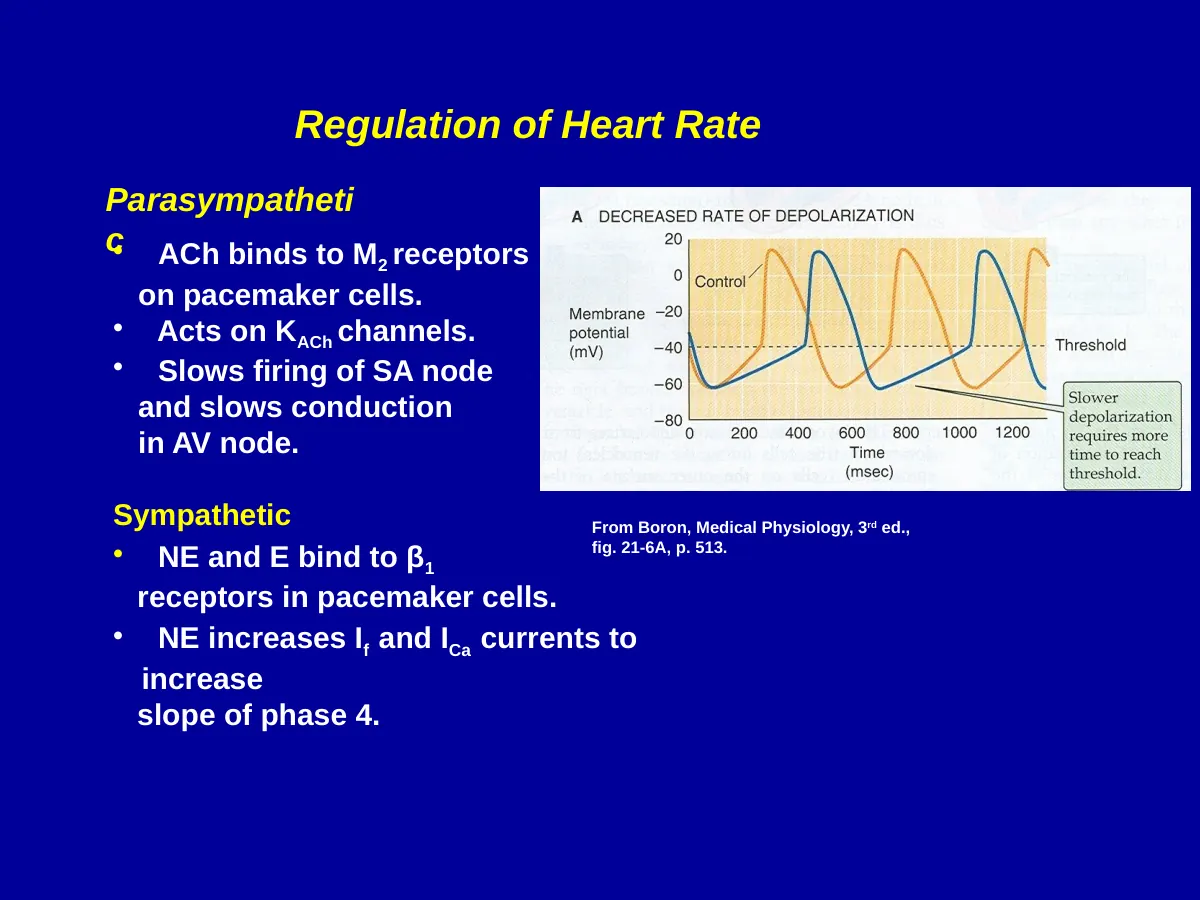 Regulation of Heart Rate
Parasympatheti
c
• ACh binds to M2 receptors
on pacemaker cells.
• Acts on KACh channels.
• Slows firing of SA node
and slows conduction
in AV node.
Sympathetic
• NE and E bind to β1
receptors in pacemaker cells.
• NE increases If and ICa currents to
increase
slope of phase 4.
A DECREASED RATE OF DEPOLARIZATION
20
0
–20
–40
–60
–80
Membrane
potential
(mV)
Control
Threshold
0 200 400 600 800 1000 1200
Time
(msec)
Slower
depolarization
requires more
time to reach
threshold.
From Boron, Medical Physiology, 3rd ed.,
fig. 21-6A, p. 513.